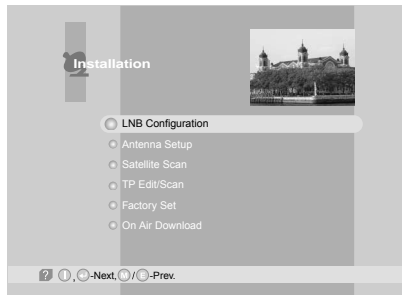 Installation
LNB Configuration
Antenna Setup
Satellite Scan
TP Edit/Scan
Factory Set
On Air Download
? , -Next, M / E -Prev.